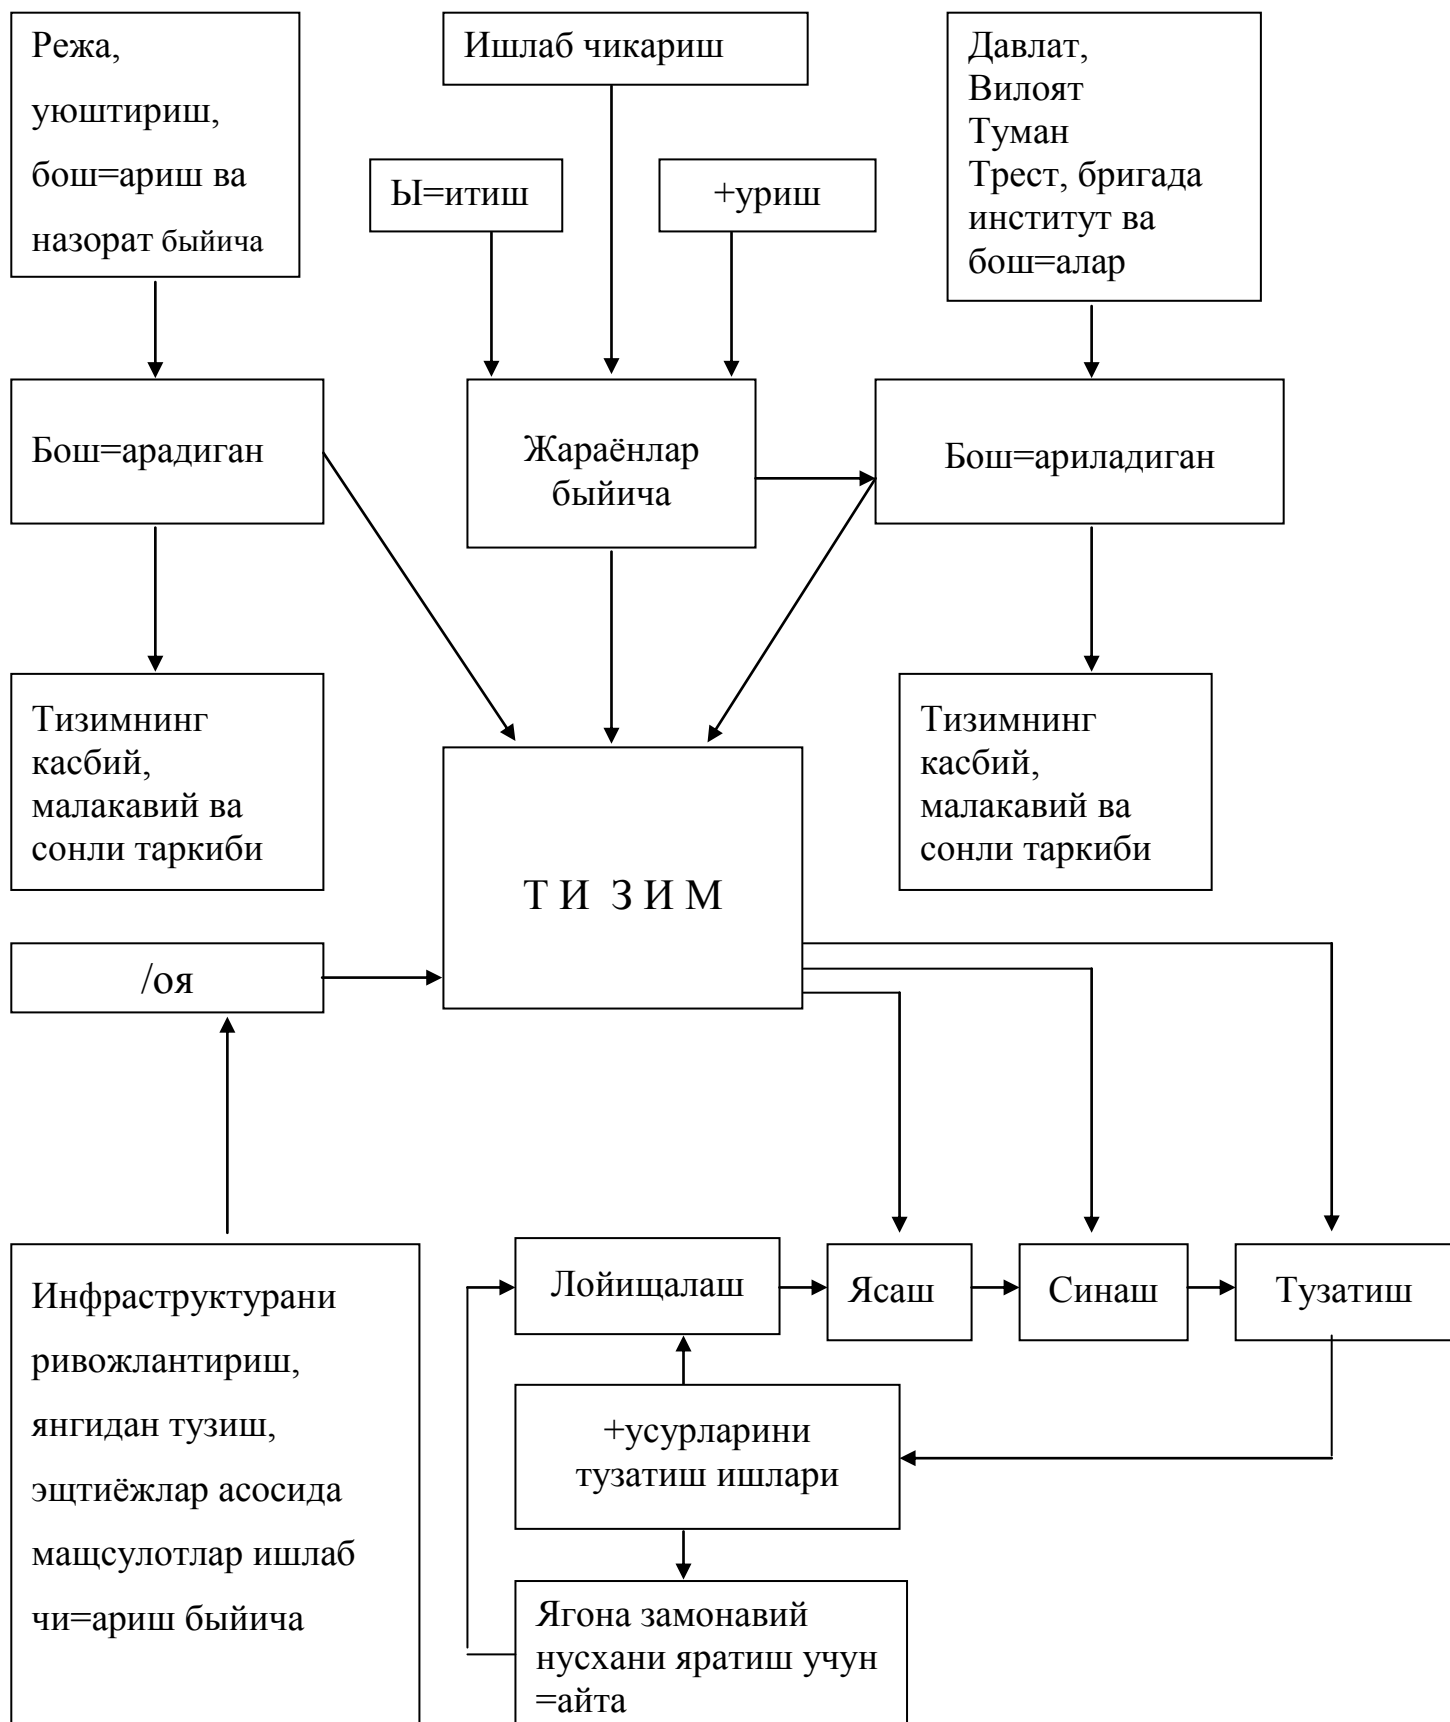 Режа,
уюштириш,
бош=ариш ва
назорат быйича
Ишлаб чикариш
Давлат,
Вилоят
Туман
Трест, бригада
институт ва
бош=алар
Ы=итиш
+уриш
Бош=арадиган
Жараёнлар
быйича
Бош=ариладиган
Тизимнинг
касбий,
малакавий ва
сонли таркиби
Т И З И М
Тизимнинг
касбий,
малакавий ва
сонли таркиби
/оя
Инфраструктурани
ривожлантириш,
янгидан тузиш,
эщтиёжлар асосида
мащсулотлар ишлаб
чи=ариш быйича
Лойищалаш
Ясаш
Синаш
Тузатиш
+усурларини
тузатиш ишлари
Ягона замонавий
нусхани яратиш учун
=айта